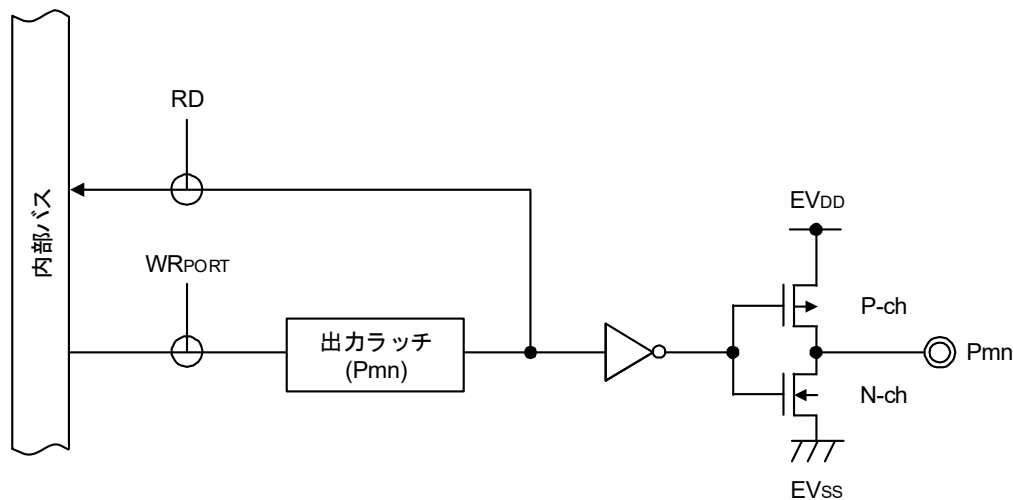 RD
EVDD
内部バス
WRPORT
P-ch
出力ラッチ
(Pmn)
Pmn
N-ch
EVSS